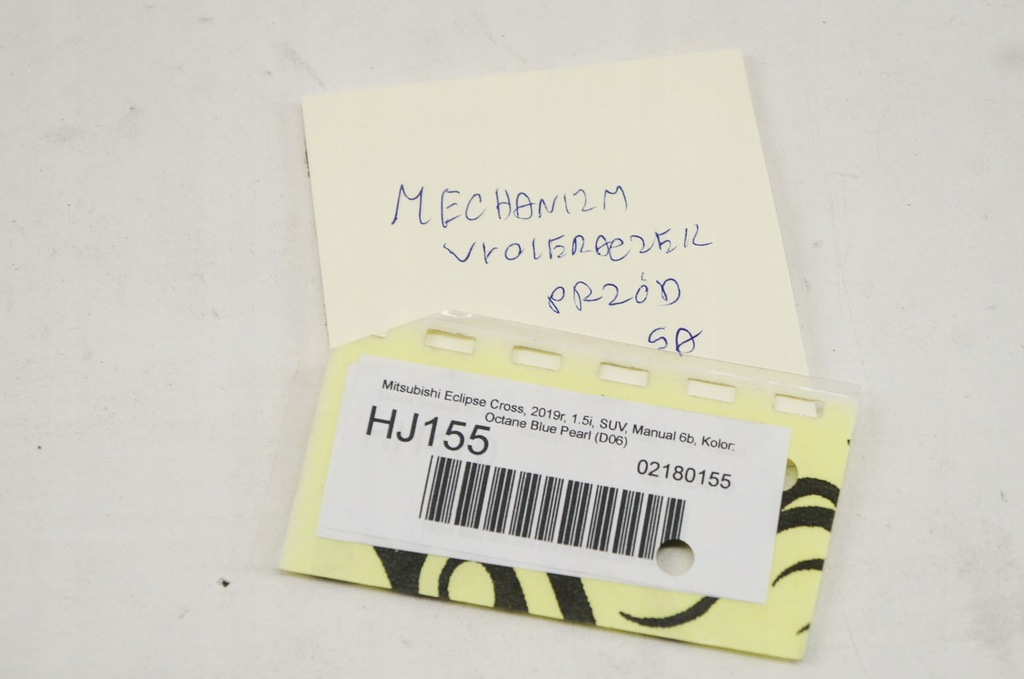 MECHANIZM
WYCIERACZEK
PRZÓD
SA
Mitsubishi Eclipse Cross, 2019r, 1.5i, SUV, Manual 6b, Kolor:
Octane Blue Pearl (D06)
HJ155
02180155